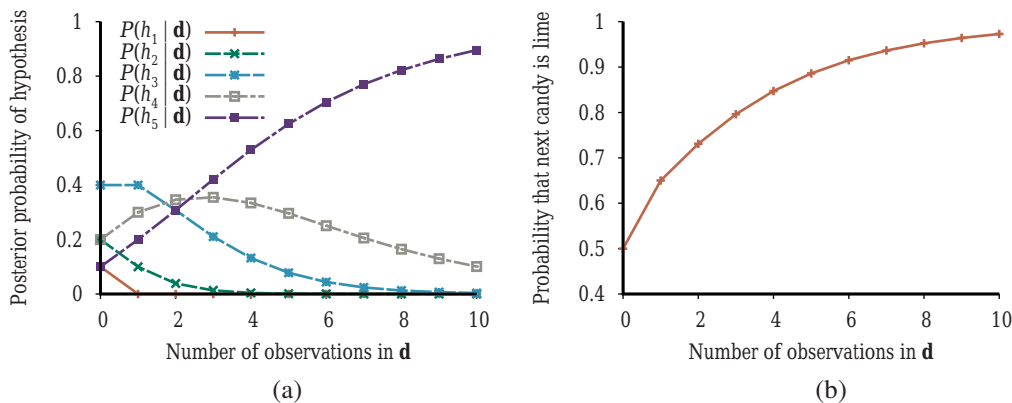 Posterior probability of hypothesis
1
0.8
0.6
0.4
0.2
0
P(h1 | d)
P(h2 | d)
P(h3 | d)
P(h4 | d)
P(h5 | d)
0 2 4 6 8 10
Number of observations in d
(a)
Probability that next candy is lime
1
0.9
0.8
0.7
0.6
0.5
0.4
0 2 4 6 8 10
Number of observations in d
(b)